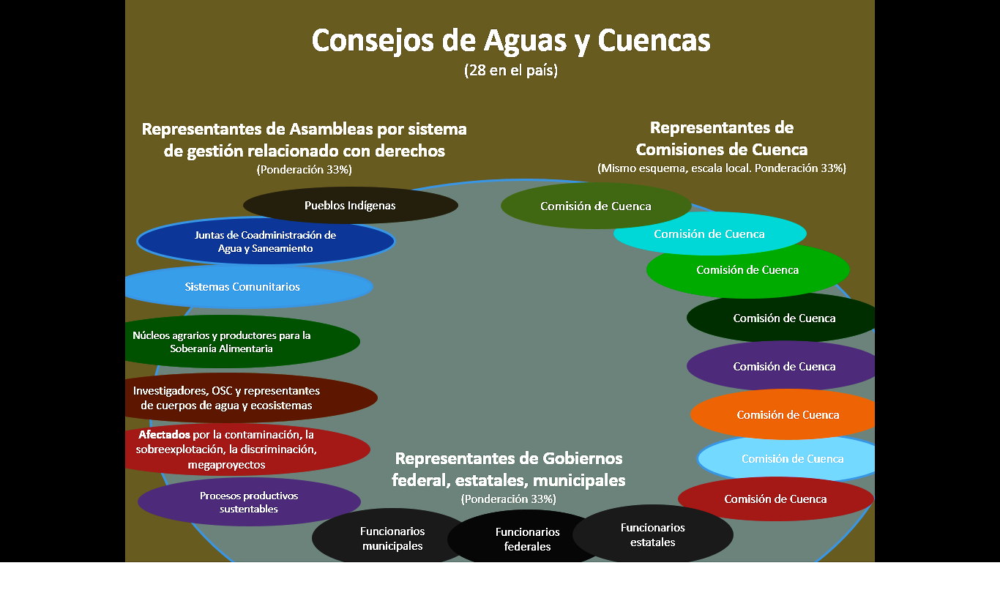 Consejos de Aguas y Cuencas
(28 en el país)
Representantes de Asambleas por sistema
de gestión relacionado con derechos
(Ponderación 33%)
Pueblos Indígenas
Juntas de Coadministración de
Agua y Saneamiento
Sistemas Comunitarios
Núcleos agrarios y productores para la
Soberanía Alimentaria
Investigadores, OSC y representantes
de cuerpos de agua y ecosistemas
Afectados por la contaminación, la
sobreexplotación, la discriminación,
megaproyectos
Procesos productivos
sustentables
Representantes de
Comisiones de Cuenca
(Mismo esquema, escala local. Ponderación 33%)
Comisión de Cuenca
Comisión de Cuenca
Comisión de Cuenca
Comisión de Cuenca
Comisión de Cuenca
Comisión de Cuenca
Comisión de Cuenca
Comisión de Cuenca
Representantes de Gobiernos
federal, estatales, municipales
(Ponderación 33%)
Funcionarios
municipales
Funcionarios
federales
Funcionarios
estatales